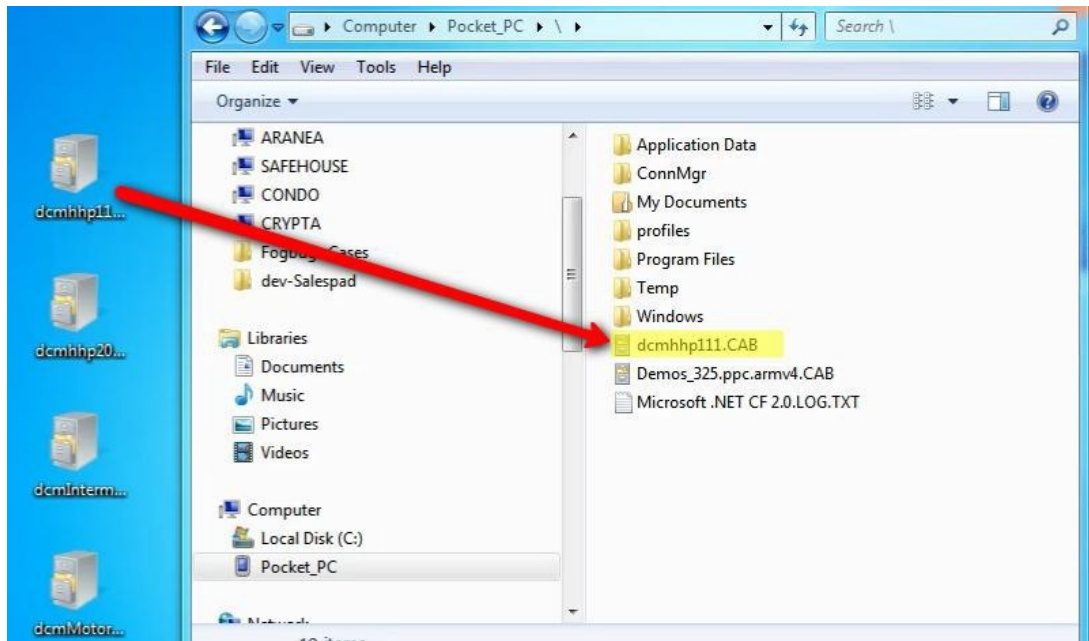 Computer ▸ Pocket_PC ▸ \ ▸
Search \
File Edit View Tools Help
Organize
ARANEA
SAFEHOUSE
CONDO
CRYPTA
Cases
dev-Salespad
Libraries
Documents
Music
Pictures
Videos
Computer
Local Disk (C:)
Pocket_PC
Network
Application Data
ConnMgr
My Documents
profiles
Program Files
Temp
Windows
dcmhhp111.CAB
Demos_325.ppc.armv4.CAB
Microsoft .NET CF 2.0.LOG.TXT
dcmhhp11...
dcmhhp20...
dcmInterm...
dcmMotor...